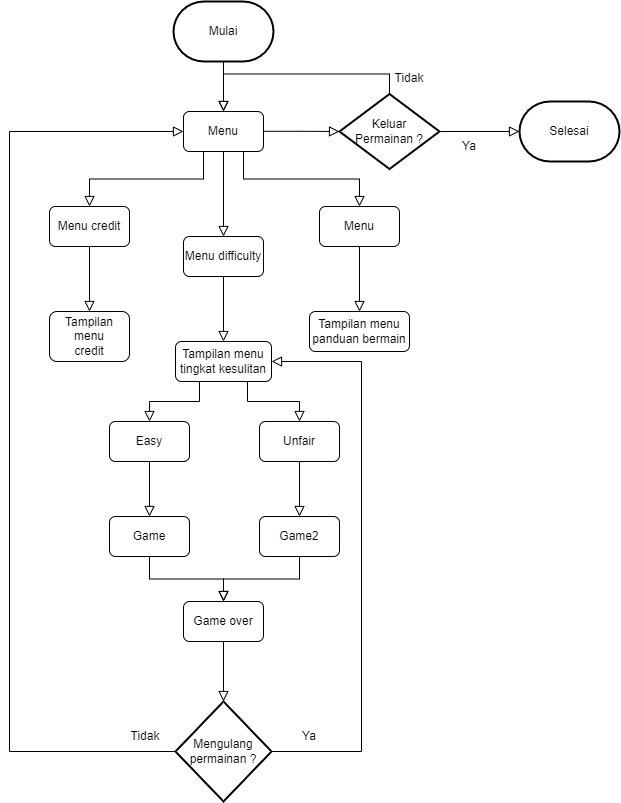 Mulai
Tidak
Menu
Keluar
Permainan ?
Ya
Selesai
Menu credit
Menu difficulty
Menu
Tampilan
menu
credit
Tampilan menu
tingkat kesulitan
Tampilan menu
panduan bermain
Easy
Unfair
Game
Game2
Game over
Tidak
Mengulang
permainan ?
Ya